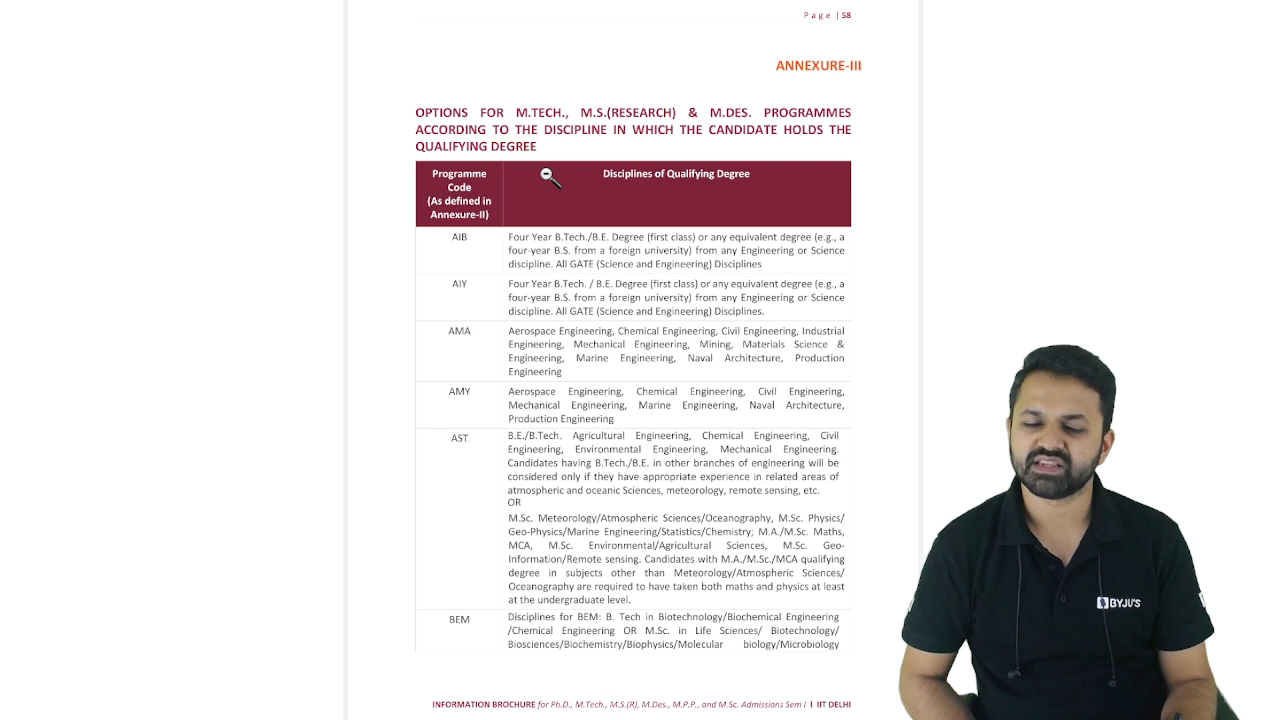 Page | 58
ANNEXURE-III
OPTIONS FOR M.TECH., M.S.(RESEARCH) & M.DES. PROGRAMMES
ACCORDING TO THE DISCIPLINE IN WHICH THE CANDIDATE HOLDS THE
QUALIFYING DEGREE
Programme
Code
(As defined in
Annexure-II)
Disciplines of Qualifying Degree
AIB
Four Year B.Tech./B.E. Degree (first class) or any equivalent degree (e.g., a
four-year B.S. from a foreign university) from any Engineering or Science
discipline. All GATE (Science and Engineering) Disciplines
AIY
Four Year B.Tech. / B.E. Degree (first class) or any equivalent degree (e.g., a
four-year B.S. from a foreign university) from any Engineering or Science
discipline. All GATE (Science and Engineering) Disciplines.
AMA
Aerospace Engineering, Chemical Engineering, Civil Engineering, Industrial
Engineering, Mechanical Engineering, Mining, Materials Science &
Engineering, Marine Engineering, Naval Architecture, Production
Engineering
AMY
Aerospace Engineering, Chemical Engineering, Civil Engineering,
Mechanical Engineering, Marine Engineering, Naval Architecture,
Production Engineering
AST
B.E./B.Tech. Agricultural Engineering, Chemical Engineering, Civil
Engineering, Environmental Engineering, Mechanical Engineering.
Candidates having B.Tech./B.E. in other branches of engineering will be
considered only if they have appropriate experience in related areas of
atmospheric and oceanic Sciences, meteorology, remote sensing, etc.
OR
M.Sc. Meteorology/Atmospheric Sciences/Oceanography, M.Sc. Physics/
Geo-Physics/Marine Engineering/Statistics/Chemistry; M.A./M.Sc. Maths,
MCA, M.Sc. Environmental/Agricultural Sciences, M.Sc. Geo-
Information/Remote sensing. Candidates with M.A./M.Sc./MCA qualifying
degree in subjects other than Meteorology/Atmospheric Sciences/
Oceanography are required to have taken both maths and physics at least
at the undergraduate level.
BEM
Disciplines for BEM: B. Tech in Biotechnology/Biochemical Engineering
/Chemical Engineering OR M.Sc. in Life Sciences/ Biotechnology/
Biosciences/Biochemistry/Biophysics/Molecular biology/Microbiology
INFORMATION BROCHURE for Ph.D., M.Tech., M.S.(R), M.Des., M.P.P., and M.Sc. Admissions Sem I | IIT DELHI
BYJU'S